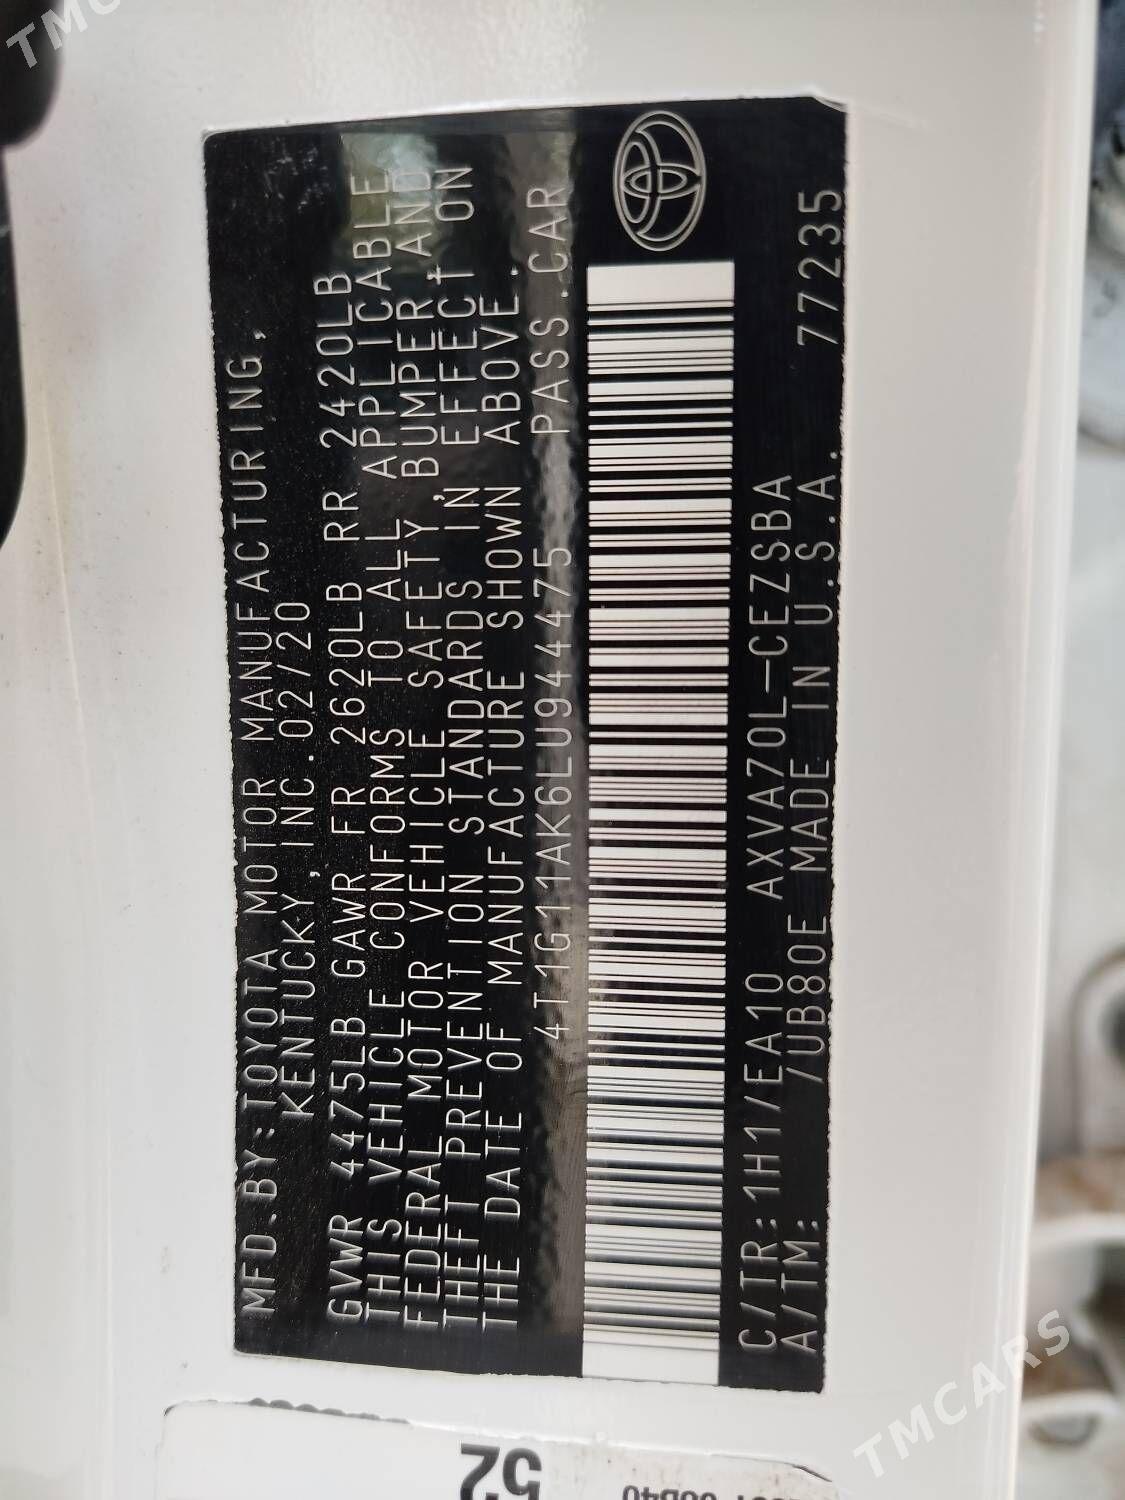 MFD.BY:TOYOTA MOTOR MANUFACTURING,
KENTUCKY, INC.02/20
GVWR 4475LB GAWR FR 2620LB RR 2420LB
THIS VEHICLE CONFORMS TO ALL APPLICABLE
FEDERAL MOTOR VEHICLE SAFETY, BUMPER, AND
THEFT PREVENTION STANDARDS IN EFFECT ON
THE DATE OF MANUFACTURE SHOWN ABOVE.
4T1G11AK6LU944475 PASS.CAR
C/TR:1H1/EA10 AXVA70L-CEZSBA
A/TM: /UB80E MADE IN U.S.A. 77235
52
TMCARS